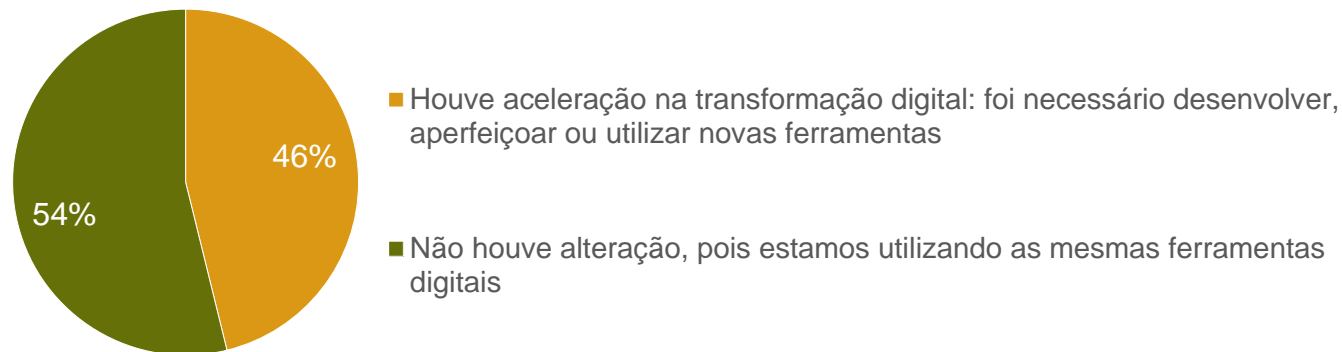 46%
54%
Houve aceleração na transformação digital: foi necessário desenvolver,
aperfeiçoar ou utilizar novas ferramentas
Não houve alteração, pois estamos utilizando as mesmas ferramentas
digitais